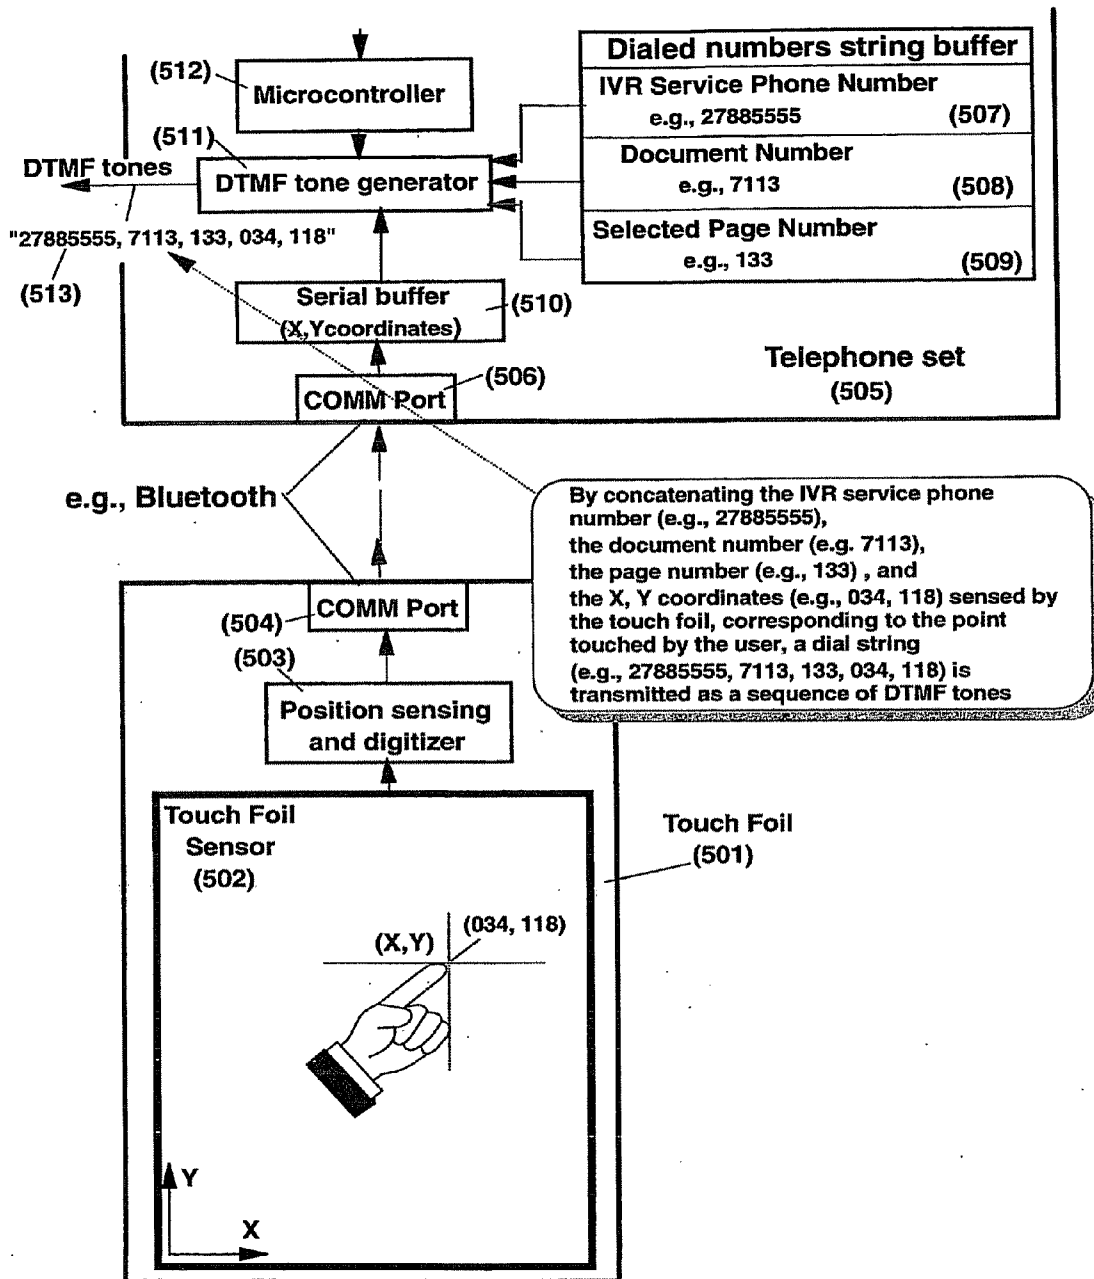 Dialed numbers string buffer
IVR Service Phone Number
e.g., 27885555
(507)
Document Number
e.g., 7113
(508)
Selected Page Number
e.g., 133
(509)
(512)
Microcontroller
(511)
DTMF tones
DTMF tone generator
"27885555, 7113, 133, 034, 118"
(513)
Serial buffer
(X,Ycoordinates)
(510)
Telephone set
(505)
(506)
COMM Port
e.g., Bluetooth
By concatenating the IVR service phone
number (e.g., 27885555),
the document number (e.g. 7113),
the page number (e.g., 133) , and
the X, Y coordinates (e.g., 034, 118) sensed by
the touch foil, corresponding to the point
touched by the user, a dial string
(e.g., 27885555, 7113, 133, 034, 118) is
transmitted as a sequence of DTMF tones
COMM Port
(504)
(503)
Position sensing
and digitizer
Touch Foil
Sensor
(502)
Touch Foil
(501)
(X,Y)
(034, 118)
Y
X